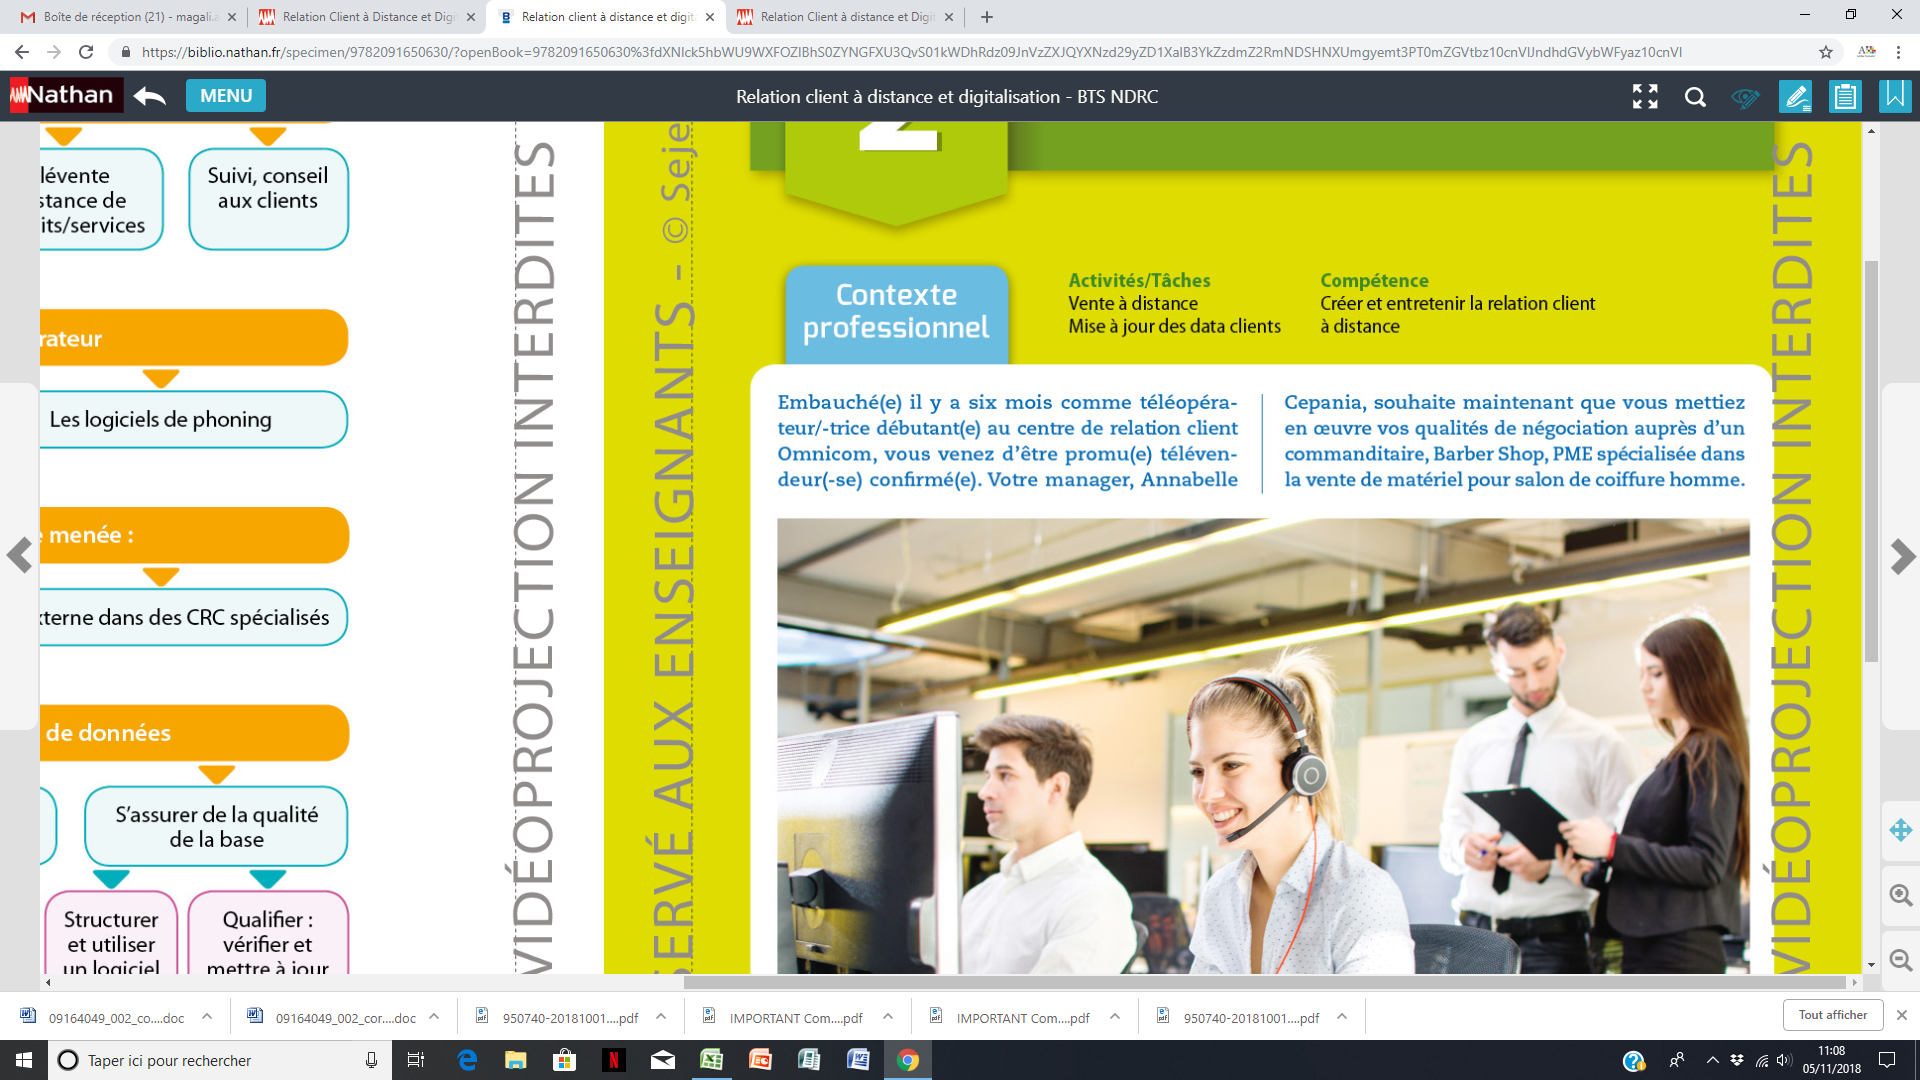 Boîte de réception (21) - magali.a
Relation Client à Distance et Digi
Relation client à distance et digita
Relation Client à Distance et Digi
https://biblio.nathan.fr/specimen/9782091650630/?openBook=
Nathan
MENU
Relation client à distance et digitalisation - BTS NDRC
lévente
stance de
its/services
Suivi, conseil
aux clients
rateur
Les logiciels de phoning
e menée :
xterne dans des CRC spécialisés
de données
S'assurer de la qualité
de la base
Structurer
et utiliser
un logiciel
Qualifier :
vérifier et
mettre à jour
VIDÉOPROJECTION INTERDITES
SERVÉ AUX ENSEIGNANTS - © Seje
2
Contexte
professionnel
Activités/Tâches
Vente à distance
Mise à jour des data clients
Compétence
Créer et entretenir la relation client
à distance
Embauché(e) il y a six mois comme téléopéra-
teur/-trice débutant(e) au centre de relation client
Omnicom, vous venez d'être promu(e) téléven-
deur(-se) confirmé(e). Votre manager, Annabelle
Cepania, souhaite maintenant que vous mettiez
en œuvre vos qualités de négociation auprès d'un
commanditaire, Barber Shop, PME spécialisée dans
la vente de matériel pour salon de coiffure homme.
VIDÉOPROJECTION INTERDITES
09164049_002_co....doc
09164049_002_cor....doc
950740-20181001....pdf
IMPORTANT Com....pdf
IMPORTANT Com....pdf
950740-20181001....pdf
Tout afficher
Taper ici pour rechercher
11:08
05/11/2018